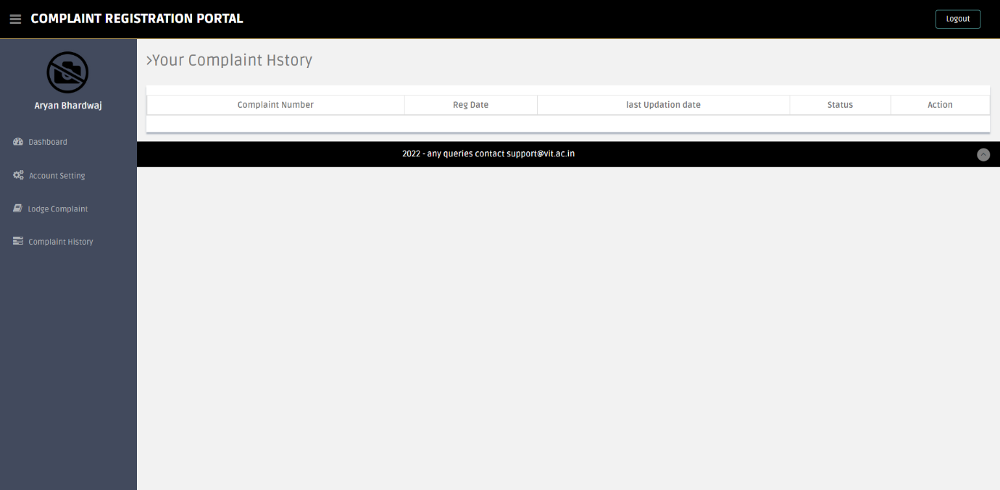 COMPLAINT REGISTRATION PORTAL
Logout
Aryan Bhardwaj
Dashboard
Account Setting
Lodge Complaint
Complaint History
>Your Complaint Hstory
Complaint Number Reg Date last Updation date Status Action
2022 - any queries contact support@vit.ac.in